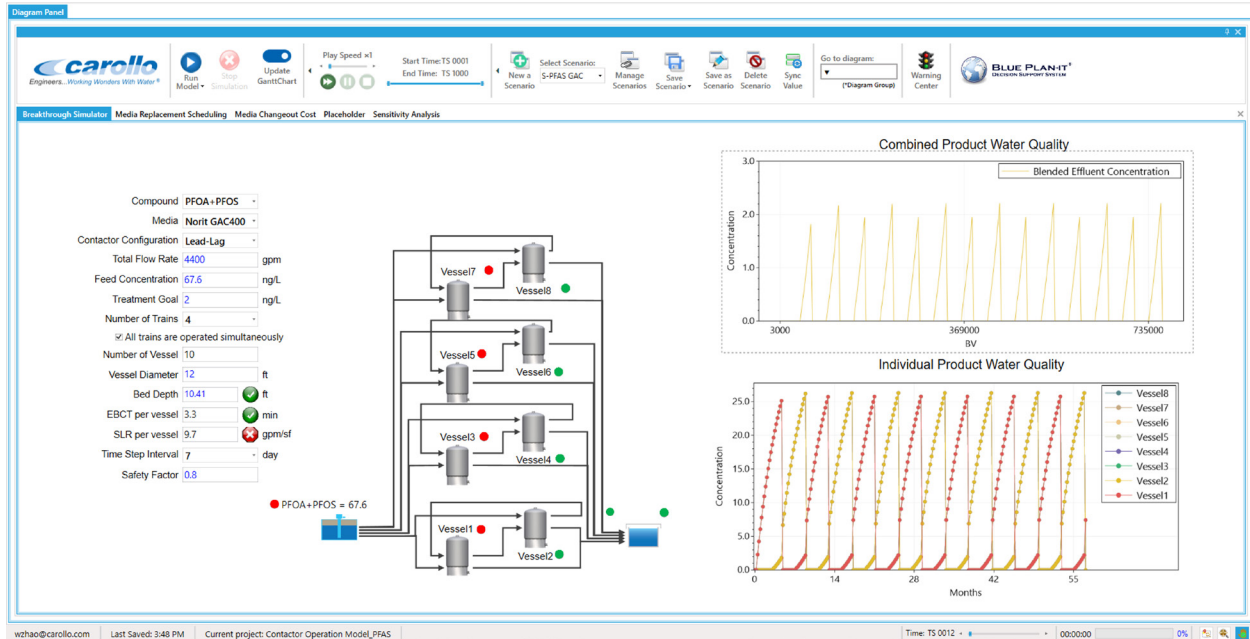 Diagram Panel
carollo
Engineers...Working Wonders With Water®
Run Model
Stop Simulation
Update GanttChart
Play Speed ×1
Start Time:TS 0001
End Time: TS 1000
New a Scenario
Select Scenario:
S-PFAS GAC
Manage Scenarios
Save Scenario
Save as Scenario
Delete Scenario
Sync Value
Go to diagram:
(*Diagram Group)
Warning Center
BLUE PLAN-IT
DECISION SUPPORT SYSTEM
Breakthrough Simulator Media Replacement Scheduling Media Changeout Cost Placeholder Sensitivity Analysis
Compound PFOA+PFOS
Media Norit GAC400
Contactor Configuration Lead-Lag
Total Flow Rate 4400 gpm
Feed Concentration 67.6 ng/L
Treatment Goal 2 ng/L
Number of Trains 4
All trains are operated simultaneously
Number of Vessel 10
Vessel Diameter 12 ft
Bed Depth 10.41 ft
EBCT per vessel 3.3 min
SLR per vessel 9.7 gpm/sf
Time Step Interval 7 day
Safety Factor 0.8
PFOA+PFOS = 67.6
Vessel7
Vessel8
Vessel5
Vessel6
Vessel3
Vessel4
Vessel1
Vessel2
Combined Product Water Quality
Blended Effluent Concentration
Concentration
3.0
2.0
1.0
0.0
3000 369000 735000
BV
Individual Product Water Quality
Concentration
25.0
20.0
15.0
10.0
5.0
0.0
0 14 28 42 55
Months
Vessel8
Vessel7
Vessel6
Vessel5
Vessel4
Vessel3
Vessel2
Vessel1
wzhao@carollo.com Last Saved: 3:48 PM Current project: Contactor Operation Model_PFAS Time: TS 0012 00:00:00 0%